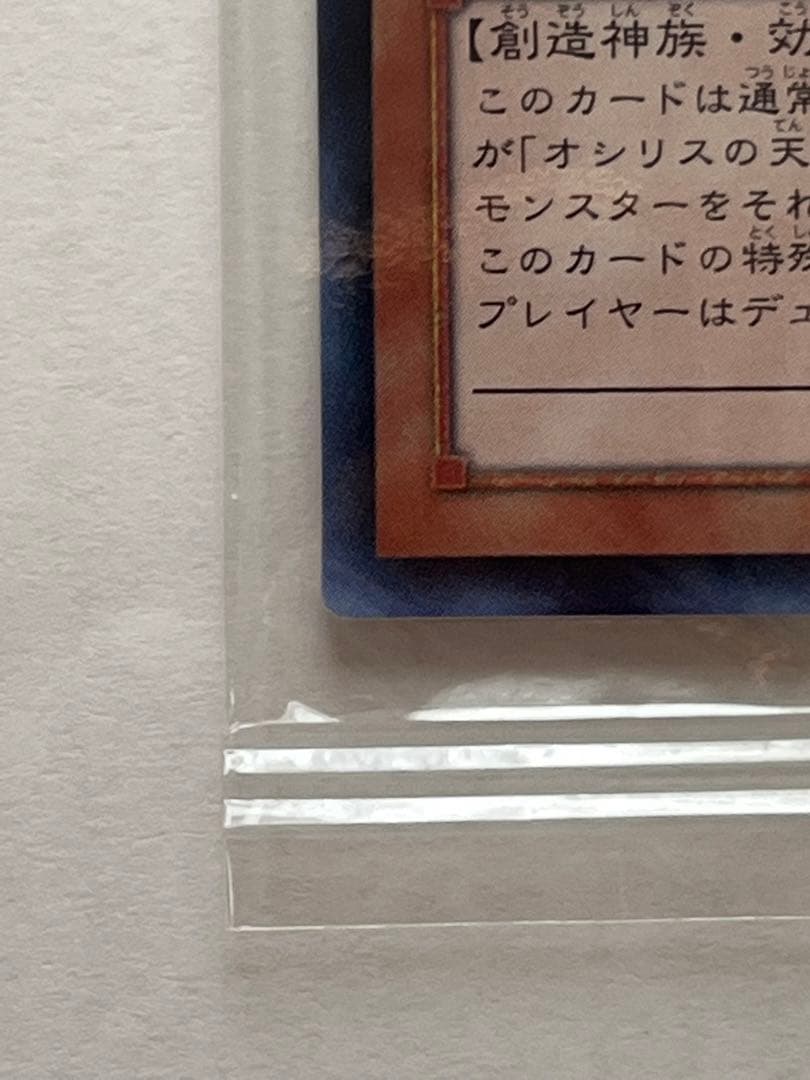 【創造神族・効
このカードは通常
が「オシリスの天
モンスターをそれ
このカードの特殊
プレイヤーはデュ